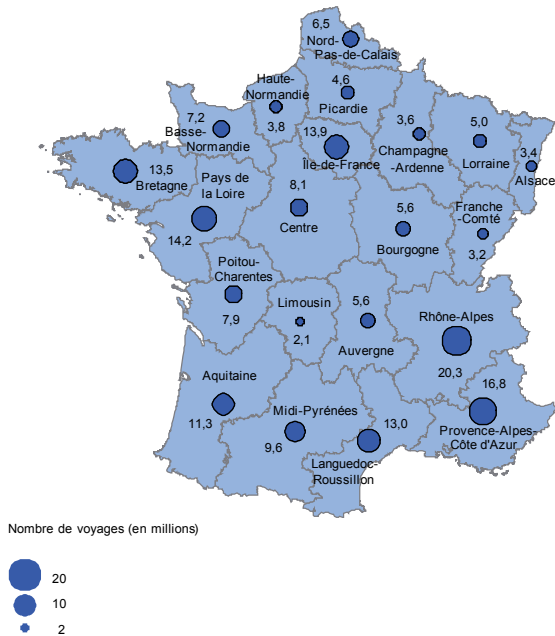 6,5
Nord-
Pas-de-Calais
Haute-
Normandie
3,8
4,6
Picardie
7,2
Basse-
Normandie
13,9
Île-de-France
3,6
Champagne
-Ardenne
5,0
Lorraine
3,4
Alsace
13,5
Bretagne
Pays de
la Loire
14,2
8,1
Centre
5,6
Bourgogne
Franche
-Comté
3,2
Poitou-
Charentes
7,9
Limousin
2,1
5,6
Auvergne
Rhône-Alpes
20,3
Aquitaine
11,3
Midi-Pyrénées
9,6
13,0
Languedoc-
Roussillon
16,8
Provence-Alpes-
Côte d'Azur
Nombre de voyages (en millions)
20
10
2